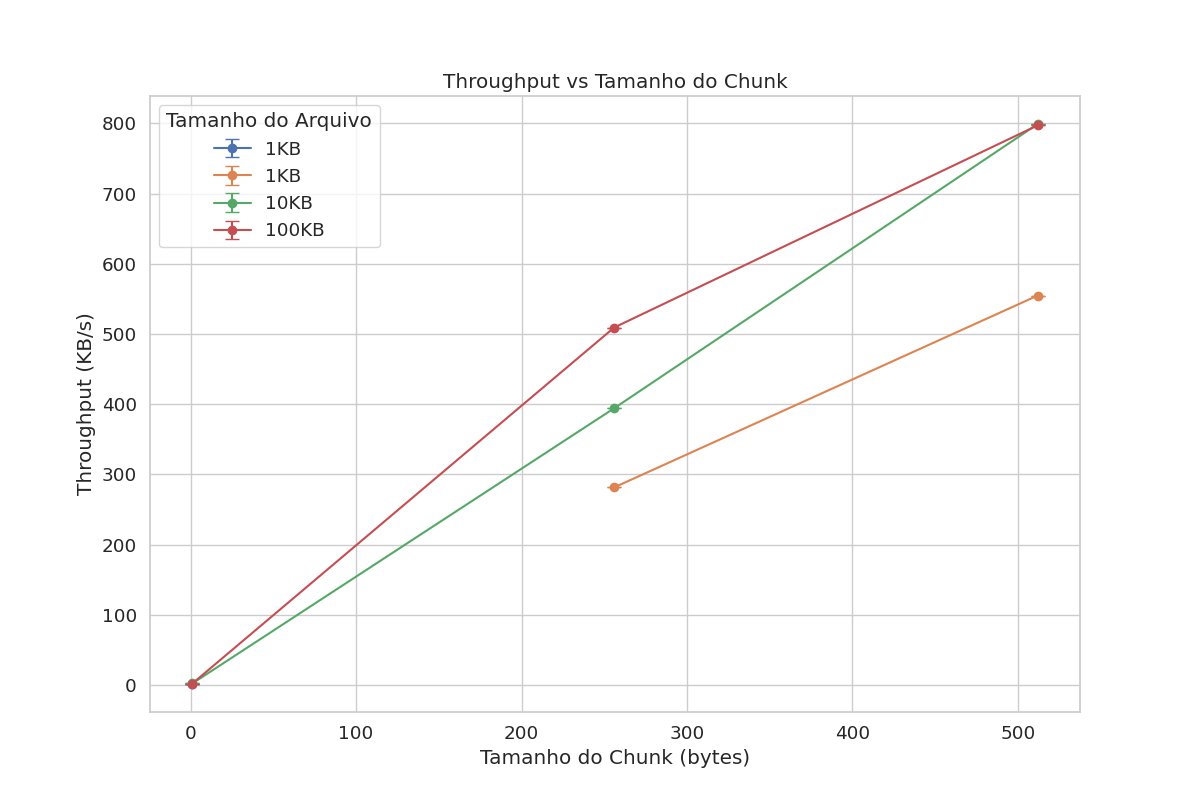 Throughput vs Tamanho do Chunk
Tamanho do Arquivo
1KB
1KB
10KB
100KB
Throughput (KB/s)
800
700
600
500
400
300
200
100
0
0 100 200 300 400 500
Tamanho do Chunk (bytes)